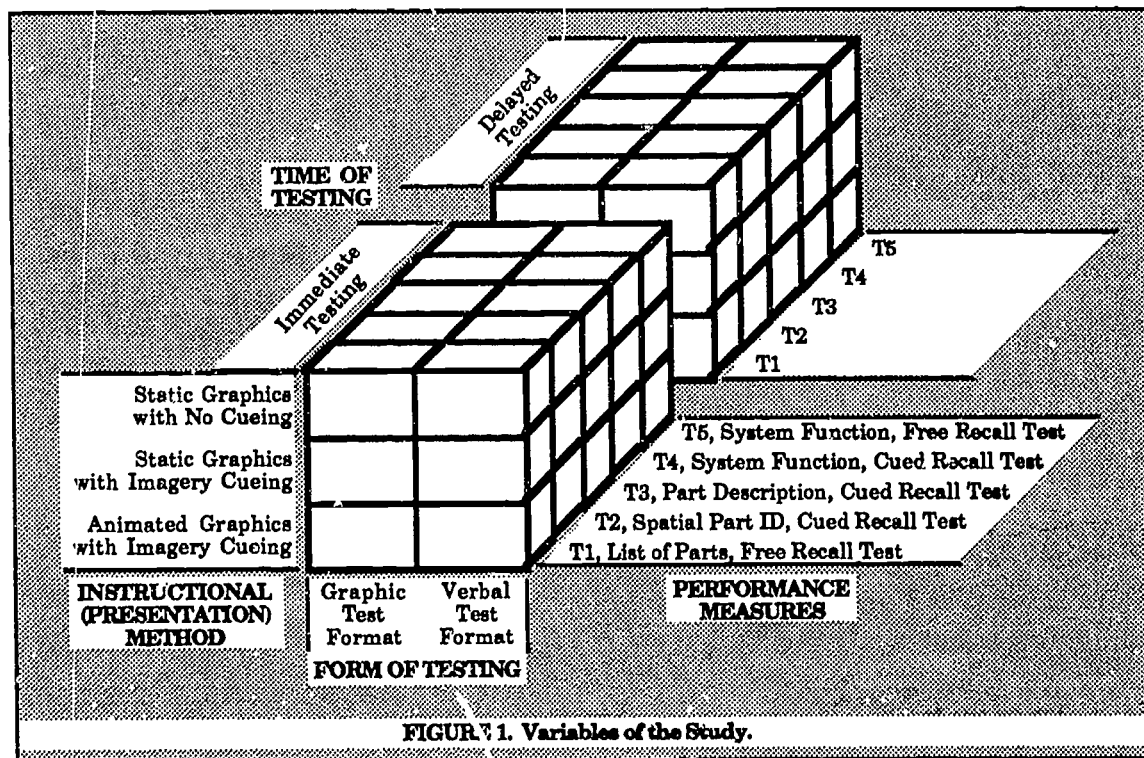 Delayed
Testing
TIME OF
TESTING
Immediate
Testing
T5
T4
T3
T2
T1
Static Graphics
with No Cueing
Static Graphics
with Imagery Cueing
Animated Graphics
with Imagery Cueing
T5, System Function, Free Recall Test
T4, System Function, Cued Recall Test
T3, Part Description, Cued Recall Test
T2, Spatial Part ID, Cued Recall Test
T1, List of Parts, Free Recall Test
INSTRUCTIONAL
(PRESENTATION)
METHOD
Graphic
Test
Format
Verbal
Test
Format
PERFORMANCE
MEASURES
FORM OF TESTING
FIGURE 1. Variables of the Study.